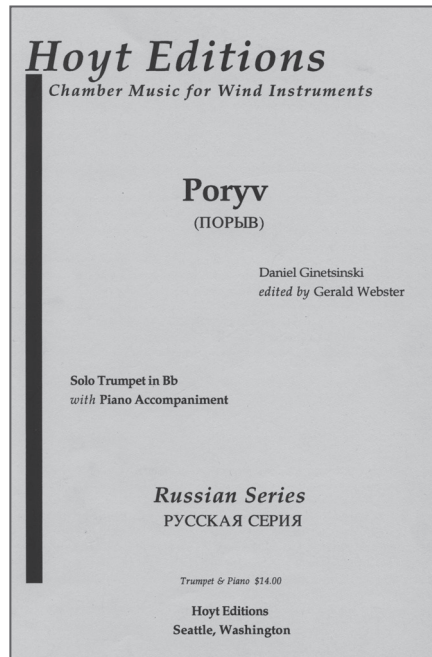 Hoyt Editions
Chamber Music for Wind Instruments
Poryv
(ПОРЫВ)
Daniel Ginetsinski
edited by Gerald Webster
Solo Trumpet in Bb
with Piano Accompaniment
Russian Series
РУССКАЯ СЕРИЯ
Trumpet & Piano $14.00
Hoyt Editions
Seattle, Washington